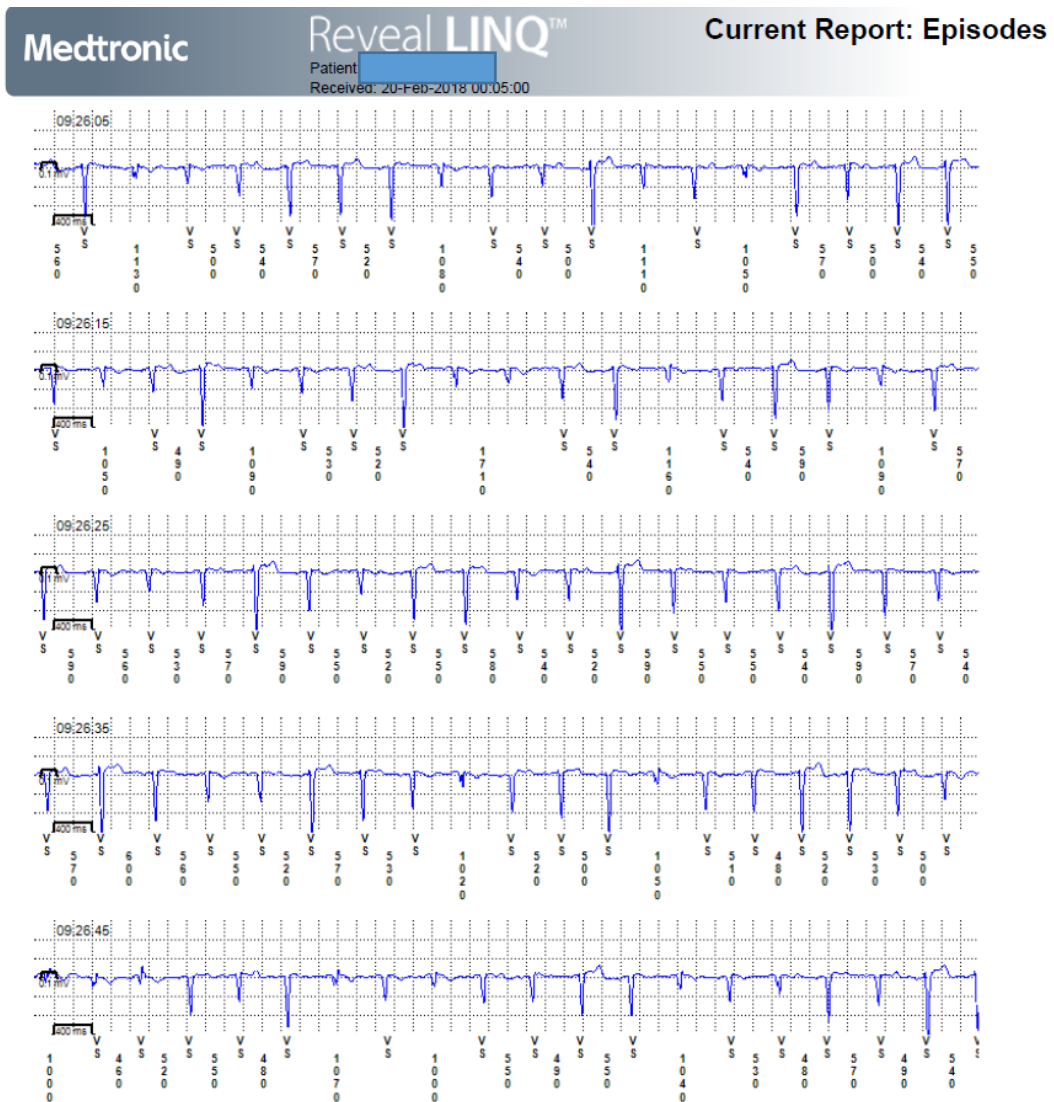 Medtronic
Reveal LINQ™
Current Report: Episodes
Patient
Received: 20-Feb-2018 00:05:00
09:26:05
0.1 mV
400 ms
VS VS VS VS VS VS VS VS VS VS VS VS VS VS
560 1130 500 540 570 520 1080 540 500 1110 1050 570 500 540 550
09:26:15
0.1 mV
400 ms
VS VS VS VS VS VS VS VS VS VS VS VS
1050 490 1090 530 520 1710 540 1160 540 590 1090 570
09:26:25
0.1 mV
400 ms
VS VS VS VS VS VS VS VS VS VS VS VS VS VS VS VS VS VS
590 560 530 570 590 550 520 550 580 540 520 590 550 550 540 590 570 540
09:26:35
0.1 mV
400 ms
VS VS VS VS VS VS VS VS VS VS VS VS VS VS VS VS VS
570 600 560 550 520 570 530 1020 520 500 1050 510 480 520 530 500
09:26:45
0.1 mV
400 ms
VS VS VS VS VS VS VS VS VS VS VS VS VS VS VS
1000 460 520 550 480 1070 1000 550 490 550 1040 530 480 570 490 540